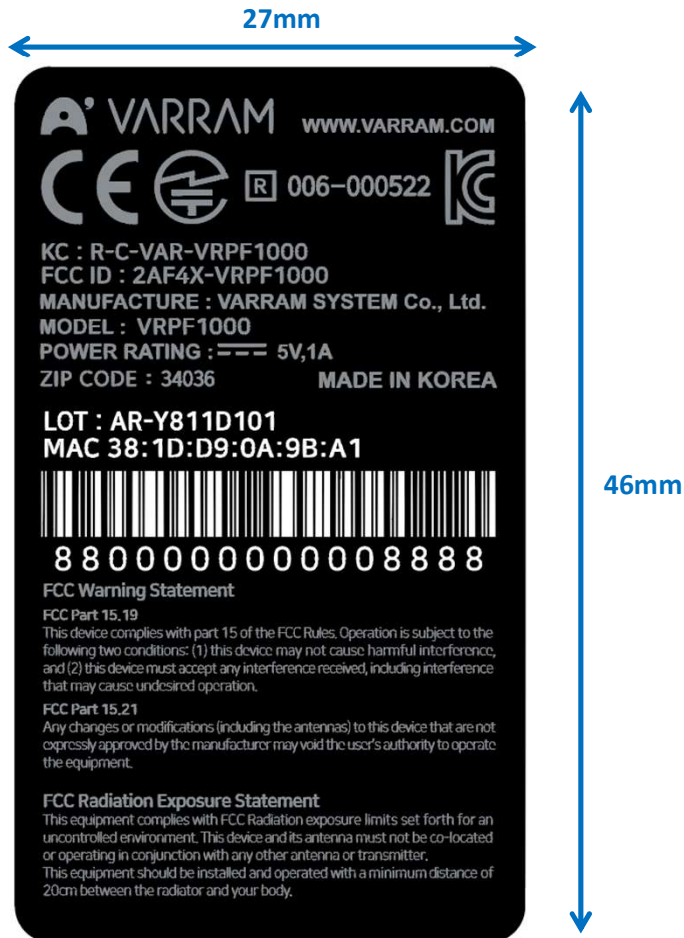 27mm
VARRAM WWW.VARRAM.COM
CE R 006-000522 KC
KC : R-C-VAR-VRPF1000
FCC ID : 2AF4X-VRPF1000
MANUFACTURE : VARRAM SYSTEM Co., Ltd.
MODEL : VRPF1000
POWER RATING : 5V,1A
ZIP CODE : 34036 MADE IN KOREA
46mm
LOT : AR-Y811D101
MAC 38:1D:D9:0A:9B:A1
8800000000008888
FCC Warning Statement
FCC Part 15.19
This device complies with part 15 of the FCC Rules. Operation is subject to the
following two conditions: (1) this device may not cause harmful interference,
and (2) this device must accept any interference received, including interference
that may cause undesired operation.
FCC Part 15.21
Any changes or modifications (including the antennas) to this device that are not
expressly approved by the manufacturer may void the user's authority to operate
the equipment.
FCC Radiation Exposure Statement
This equipment complies with FCC Radiation exposure limits set forth for an
uncontrolled environment. This device and its antenna must not be co-located
or operating in conjunction with any other antenna or transmitter.
This equipment should be installed and operated with a minimum distance of
20cm between the radiator and your body.